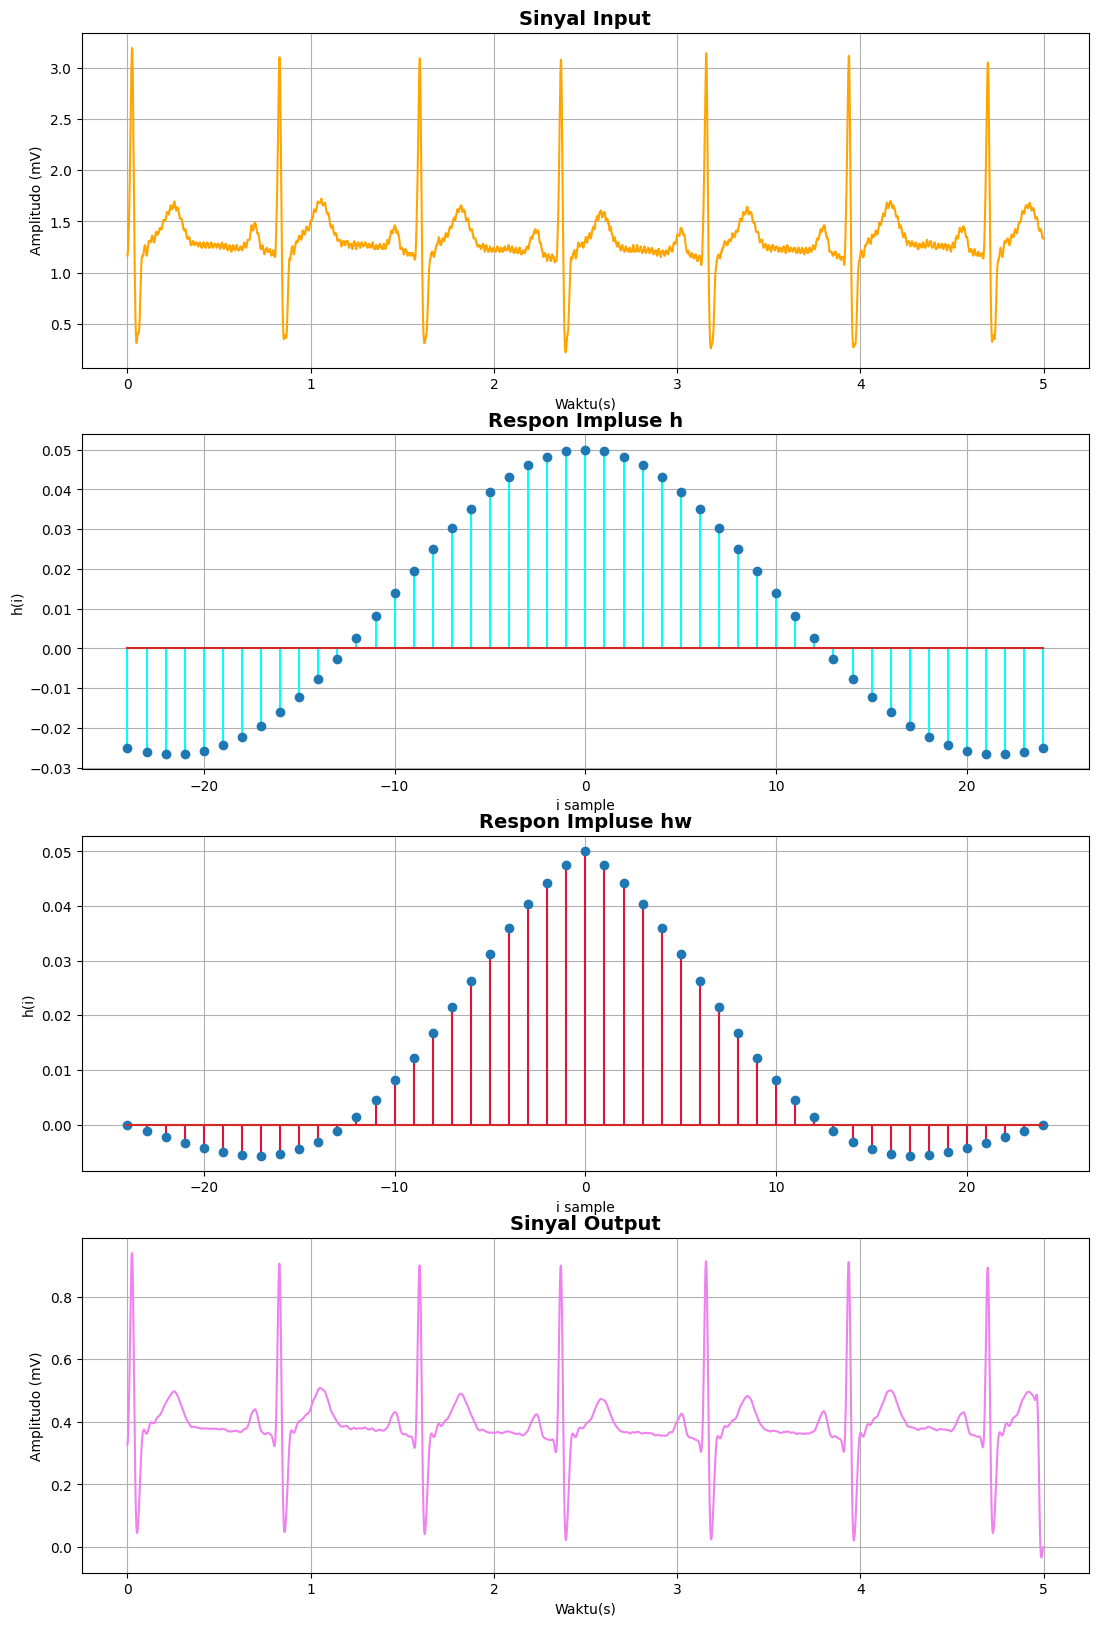 Sinyal Input
3.0
2.5
2.0
1.5
1.0
0.5
Amplitudo (mV)
0 1 2 3 4 5
Waktu(s)
Respon Impluse h
0.05
0.04
0.03
0.02
0.01
0.00
−0.01
−0.02
−0.03
h(i)
−20 −10 0 10 20
i sample
Respon Impluse hw
0.05
0.04
0.03
0.02
0.01
0.00
h(i)
−20 −10 0 10 20
i sample
Sinyal Output
0.8
0.6
0.4
0.2
0.0
Amplitudo (mV)
0 1 2 3 4 5
Waktu(s)